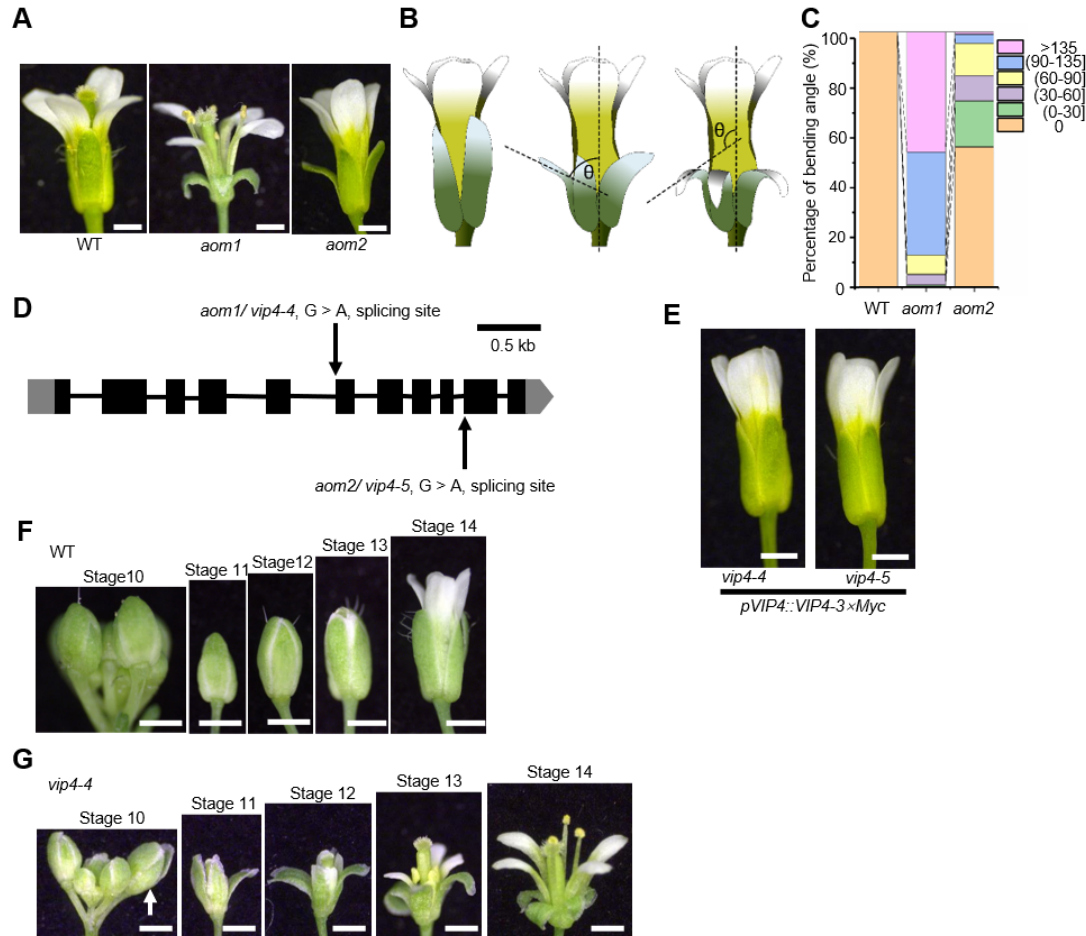 A
WT
aom1
aom2
B
θ
θ
C
Percentage of bending angle (%)
100
80
60
40
20
0
WT
aom1
aom2
>135
(90-135]
(60-90]
(30-60]
(0-30]
0
D
aom1/ vip4-4, G > A, splicing site
0.5 kb
aom2/ vip4-5, G > A, splicing site
E
vip4-4
vip4-5
pVIP4::VIP4-3×Myc
F
WT
Stage10
Stage 11
Stage12
Stage 13
Stage 14
G
vip4-4
Stage 10
Stage 11
Stage 12
Stage 13
Stage 14